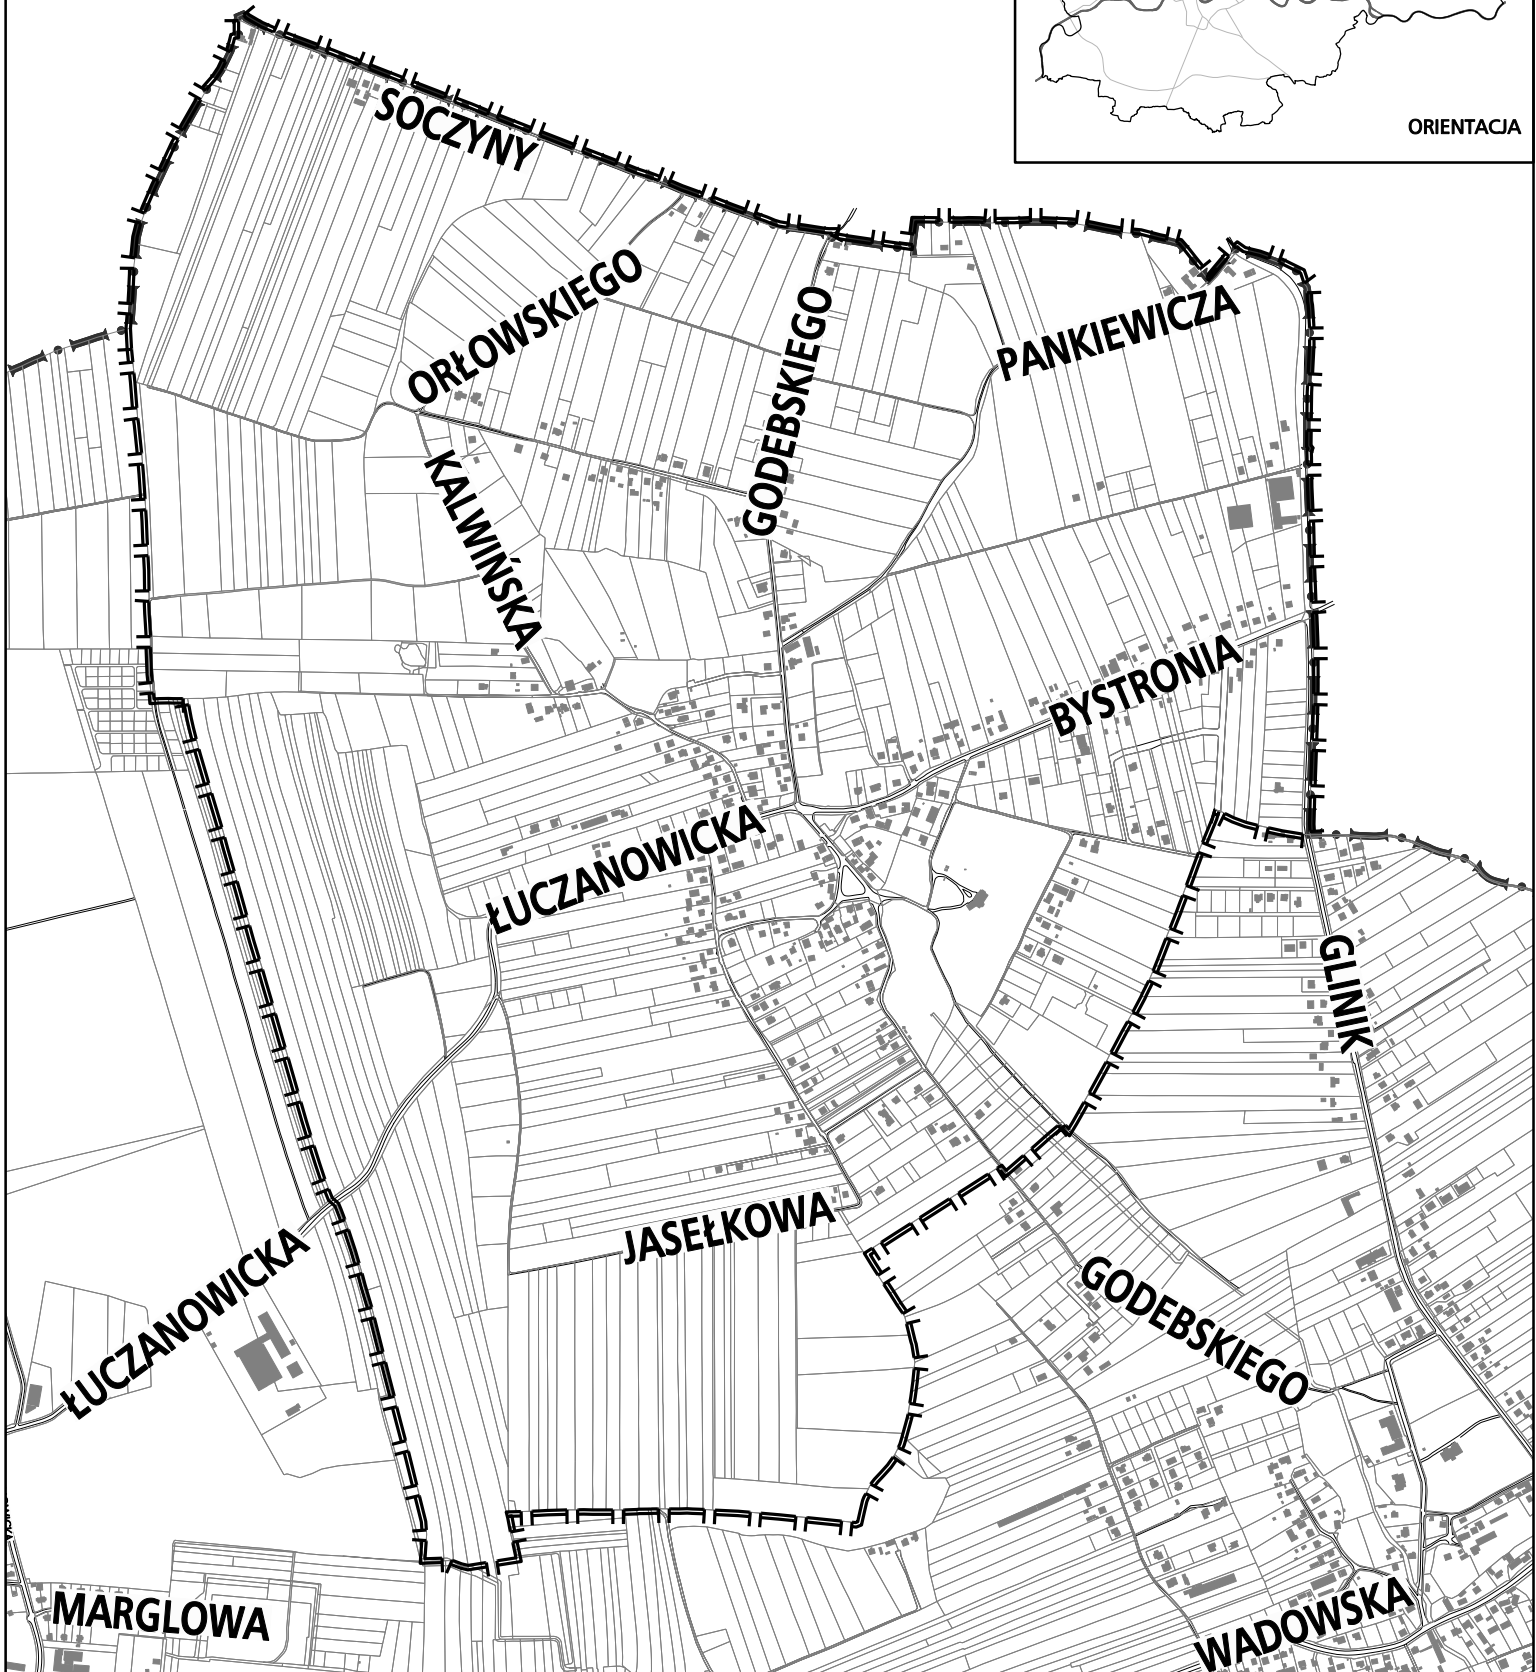 ORIENTACJA
SOCZYNY
ORŁOWSKIEGO
GODEBSKIEGO
PANKIEWICZA
KALWIŃSKA
BYSTRONIA
ŁUCZANOWICKA
GLINIK
JASEŁKOWA
ŁUCZANOWICKA
GODEBSKIEGO
MARGLOWA
WADOWSKA